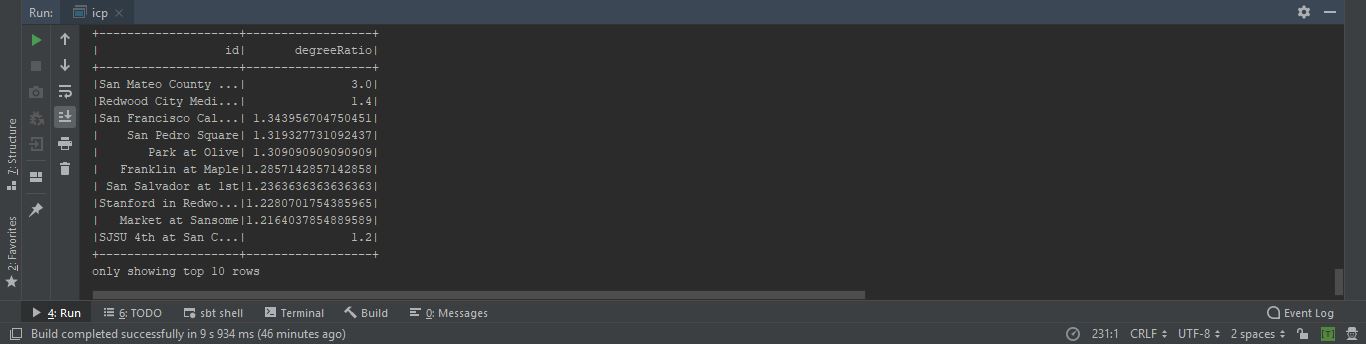 Run: icp
+--------------------+------------------+
|                  id|       degreeRatio|
+--------------------+------------------+
|San Mateo County ...|               3.0|
|Redwood City Medi...|               1.4|
|San Francisco Cal...| 1.343956704750451|
|    San Pedro Square| 1.319327731092437|
|       Park at Olive| 1.309090909090909|
|   Franklin at Maple|1.2857142857142858|
| San Salvador at 1st|1.2363636363636363|
|Stanford in Redwo...|1.2280701754385965|
|   Market at Sansome|1.2164037854889589|
|SJSU 4th at San C...|               1.2|
+--------------------+------------------+
only showing top 10 rows
7: Structure
2: Favorites
4: Run 6: TODO sbt shell Terminal Build 0: Messages Event Log
Build completed successfully in 9 s 934 ms (46 minutes ago) 231:1 CRLF UTF-8 2 spaces